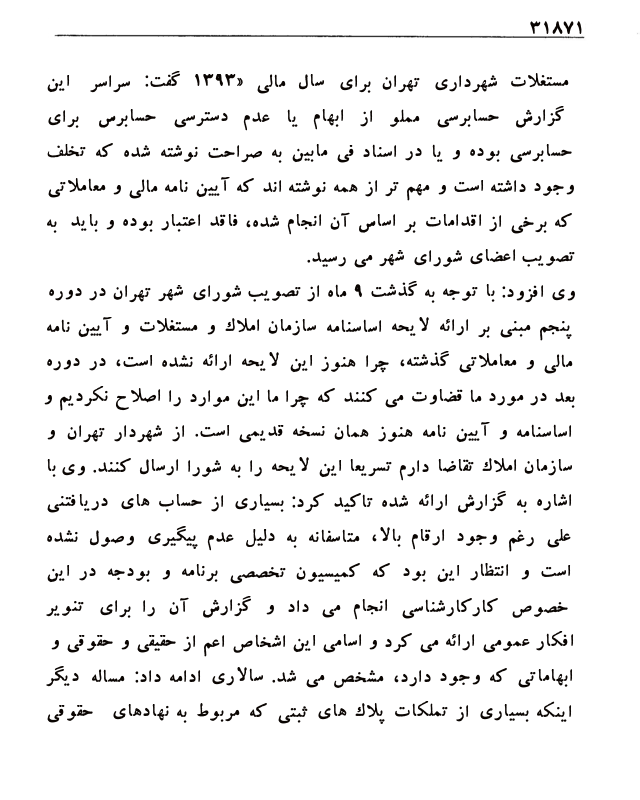 ۳۱۸۷۱
مستغلات شهرداری تهران برای سال مالی «۱۳۹۳ گفت: سراسر این
گزارش حسابرسی مملو از ابهام یا عدم دسترسی حسابرس برای
حسابرسی بوده و یا در اسناد فی مابین به صراحت نوشته شده که تخلف
وجود داشته است و مهم تر از همه نوشته اند که آیین نامه مالی و معاملاتی
که برخی از اقدامات بر اساس آن انجام شده، فاقد اعتبار بوده و باید به
تصویب اعضای شورای شهر می رسید.
وی افزود: با توجه به گذشت ۹ ماه از تصویب شورای شهر تهران در دوره
پنجم مبنی بر ارائه لایحه اساسنامه سازمان املاك و مستغلات و آیین نامه
مالی و معاملاتی گذشته، چرا هنوز این لایحه ارائه نشده است، در دوره
بعد در مورد ما قضاوت می کنند که چرا ما این موارد را اصلاح نکردیم و
اساسنامه و آیین نامه هنوز همان نسخه قدیمی است. از شهردار تهران و
سازمان املاك تقاضا دارم تسریعا این لایحه را به شورا ارسال کنند. وی با
اشاره به گزارش ارائه شده تاکید کرد: بسیاری از حساب های دریافتنی
علی رغم وجود ارقام بالا، متاسفانه به دلیل عدم پیگیری وصول نشده
است و انتظار این بود که کمیسیون تخصصی برنامه و بودجه در این
خصوص کارکارشناسی انجام می داد و گزارش آن را برای تنویر
افکار عمومی ارائه می کرد و اسامی این اشخاص اعم از حقیقی و حقوقی و
ابهاماتی که وجود دارد، مشخص می شد. سالاری ادامه داد: مساله دیگر
اینکه بسیاری از تملکات پلاك های ثبتی که مربوط به نهادهای حقوقی